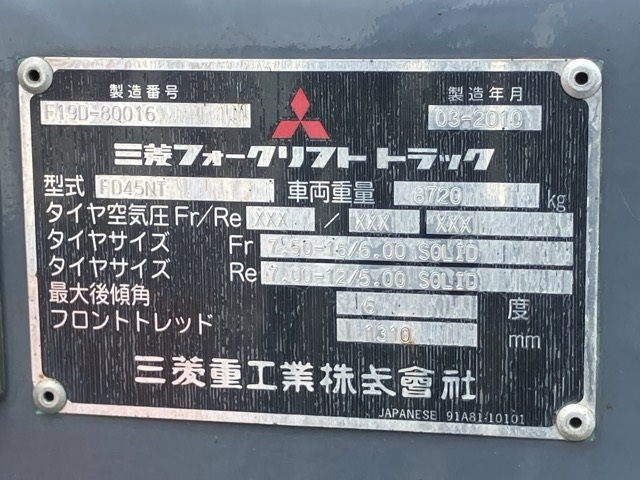 製造番号 製造年月
F19D-80016 03-2010
三菱フォークリフトトラック
型式 FD45NT 車両重量 6720 kg
タイヤ空気圧 Fr/Re XXX / XXX XXX
タイヤサイズ Fr 7.50-15/6.00 SOLID
タイヤサイズ Re 7.00-12/5.00 SOLID
最大後傾角 6 度
フロントトレッド 1310 mm
三菱重工業株式會社
JAPANESE 91A81-10101